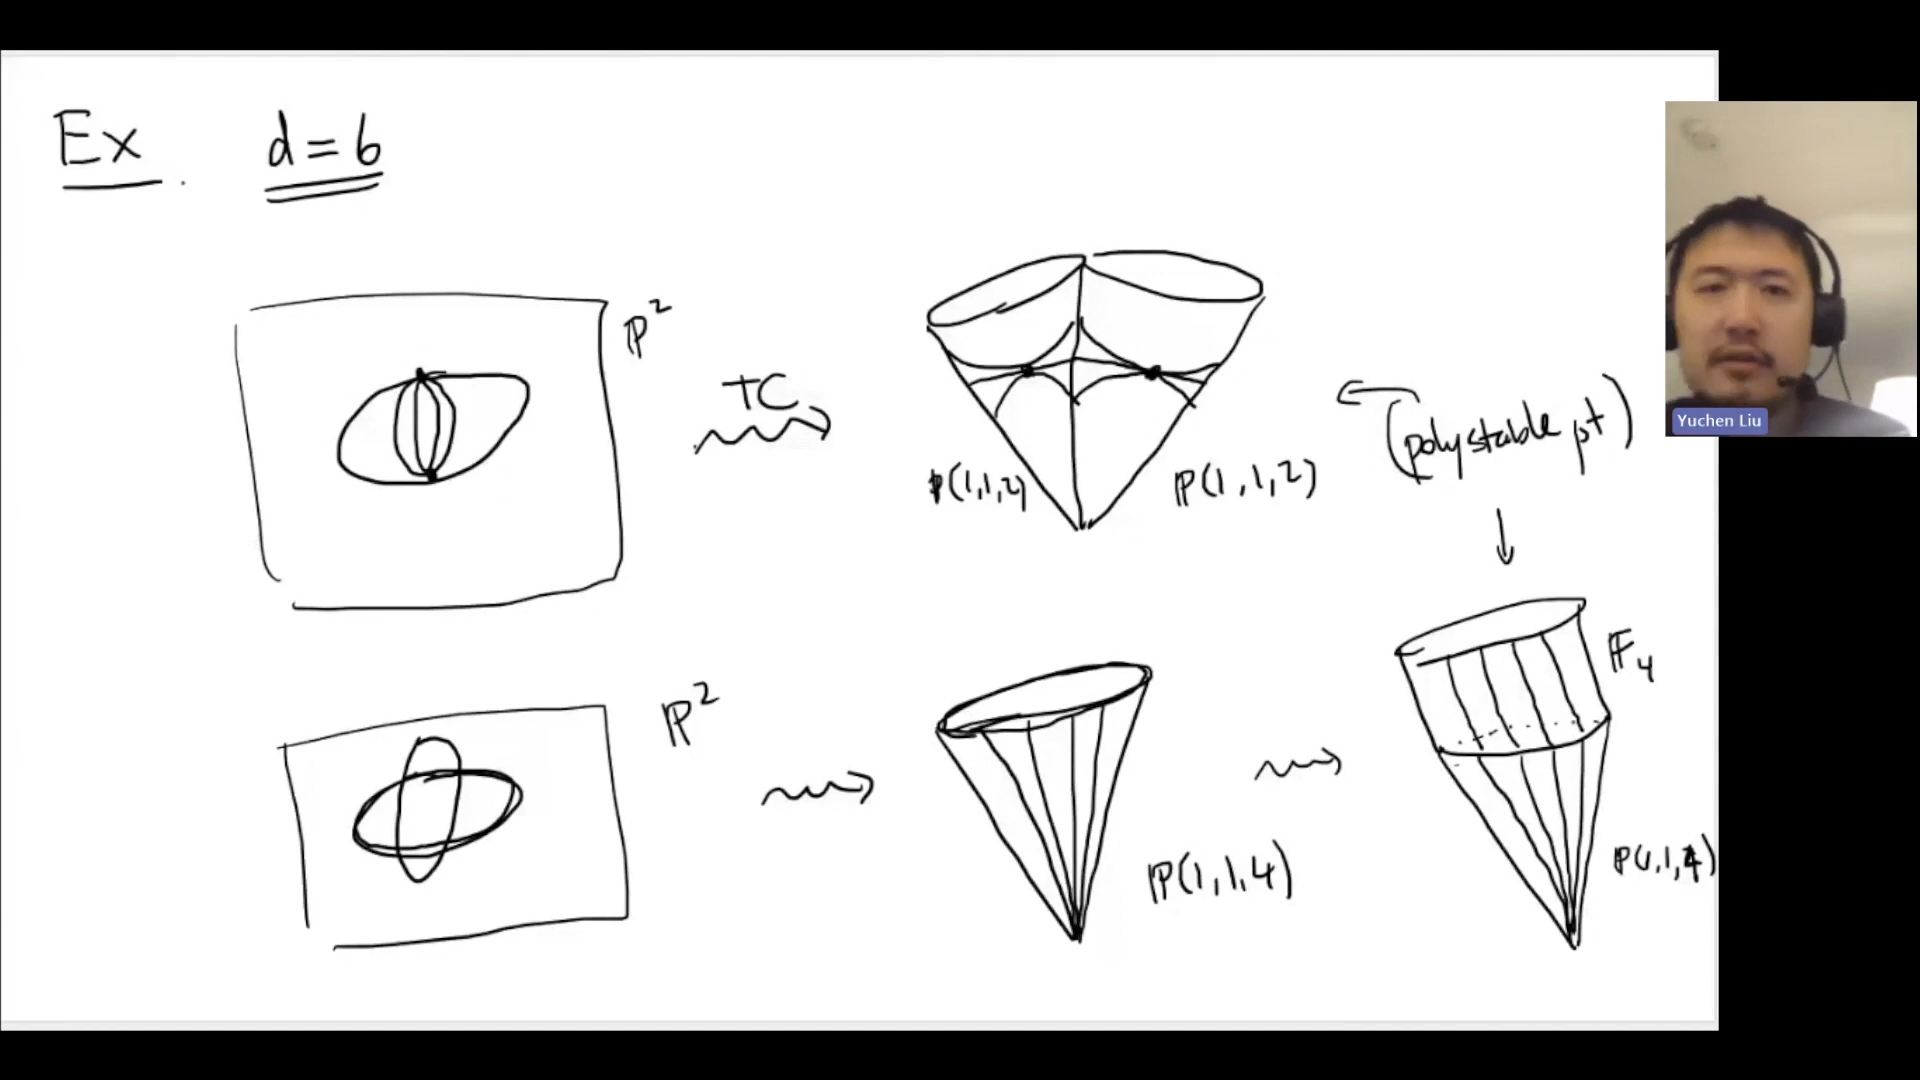 Ex. d=6
ℙ²
TC
ℙ(1,1,2) ℙ(1,1,2)
(polystable pt)
Yuchen Liu
ℙ²
𝔽₄
ℙ(1,1,4)
ℙ(1,1,4)